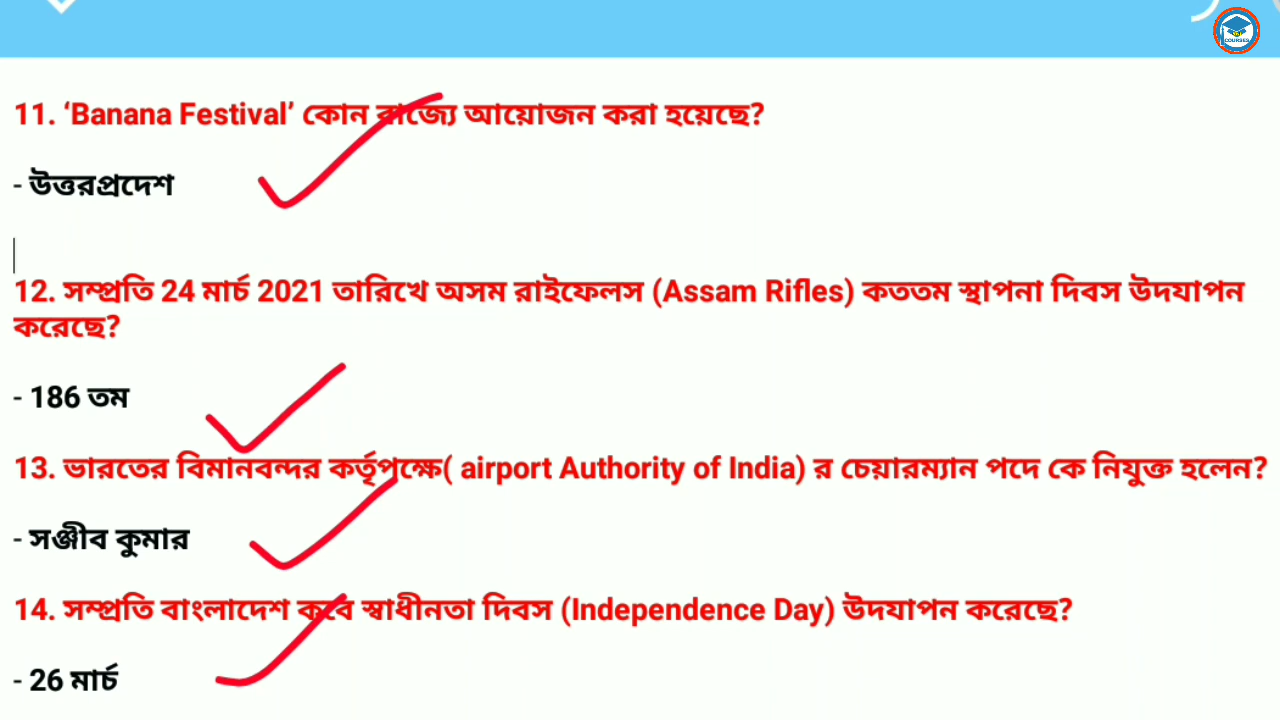 COURSES
11. ‘Banana Festival’ কোন রাজ্যে আয়োজন করা হয়েছে?
- উত্তরপ্রদেশ
12. সম্প্রতি 24 মার্চ 2021 তারিখে অসম রাইফেলস (Assam Rifles) কততম স্থাপনা দিবস উদযাপন
করেছে?
- 186 তম
13. ভারতের বিমানবন্দর কর্তৃপক্ষে( airport Authority of India) র চেয়ারম্যান পদে কে নিযুক্ত হলেন?
- সঞ্জীব কুমার
14. সম্প্রতি বাংলাদেশ কবে স্বাধীনতা দিবস (Independence Day) উদযাপন করেছে?
- 26 মার্চ